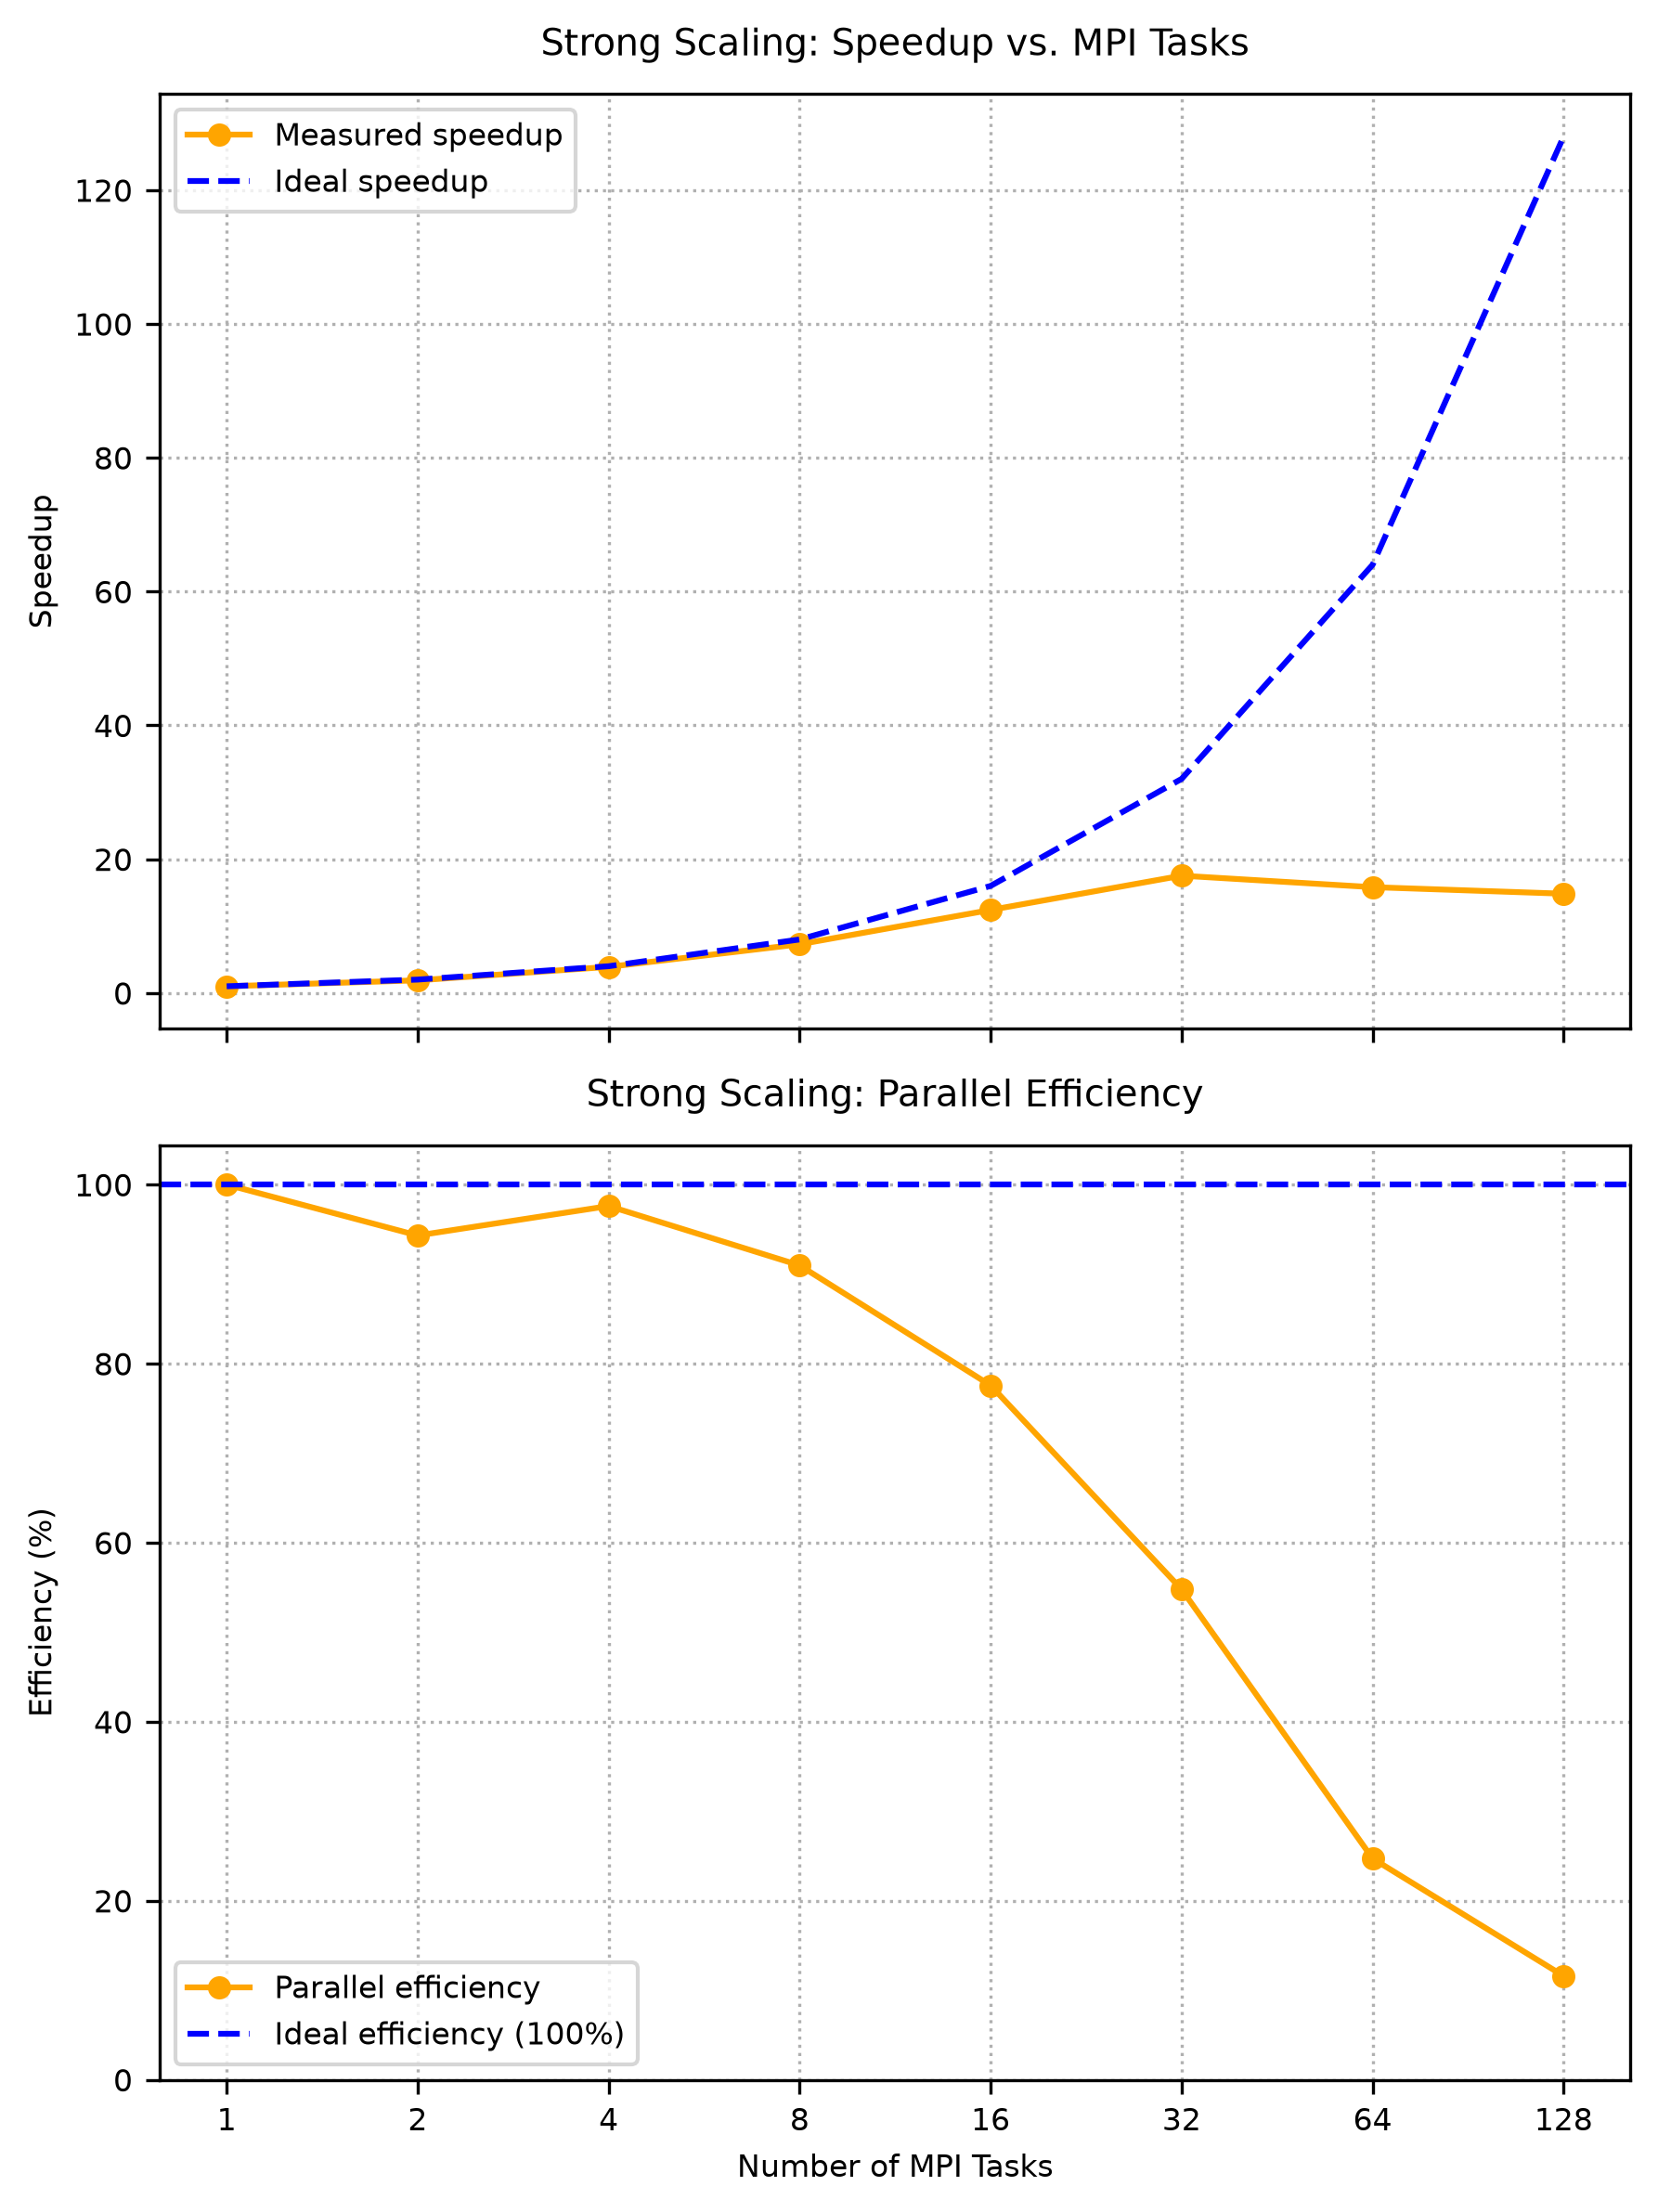 Strong Scaling: Speedup vs. MPI Tasks
Measured speedup
Ideal speedup
120
100
80
60
40
20
0
Speedup
Strong Scaling: Parallel Efficiency
100
80
60
40
20
0
Efficiency (%)
Parallel efficiency
Ideal efficiency (100%)
1 2 4 8 16 32 64 128
Number of MPI Tasks